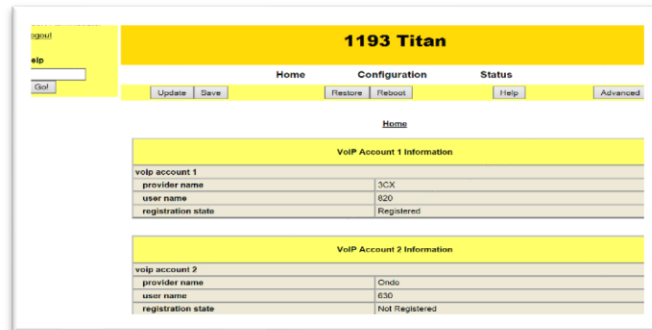 ogout
elp
Go!
1193 Titan
Home Configuration Status
Update Save Restore Reboot Help Advanced
Home
VoIP Account 1 Information
voip account 1
provider name 3CX
user name 820
registration state Registered
VoIP Account 2 Information
voip account 2
provider name Ondo
user name 630
registration state Not Registered